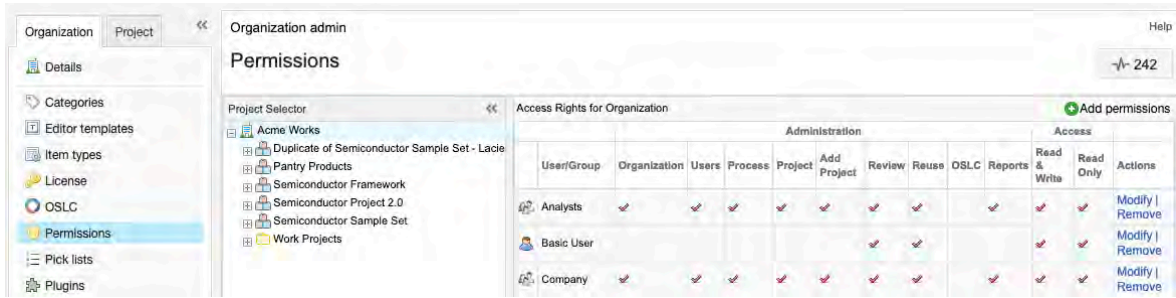 Organization Project
Details
Categories
Editor templates
Item types
License
OSLC
Permissions
Pick lists
Plugins
Organization admin
Help
Permissions
242
Project Selector
Acme Works
Duplicate of Semiconductor Sample Set - Lacie
Pantry Products
Semiconductor Framework
Semiconductor Project 2.0
Semiconductor Sample Set
Work Projects
Access Rights for Organization
Add permissions
Administration Access
User/Group Organization Users Process Project Add Project Review Reuse OSLC Reports Read & Write Read Only Actions
Analysts Modify |
Remove
Basic User Modify |
Remove
Company Modify |
Remove